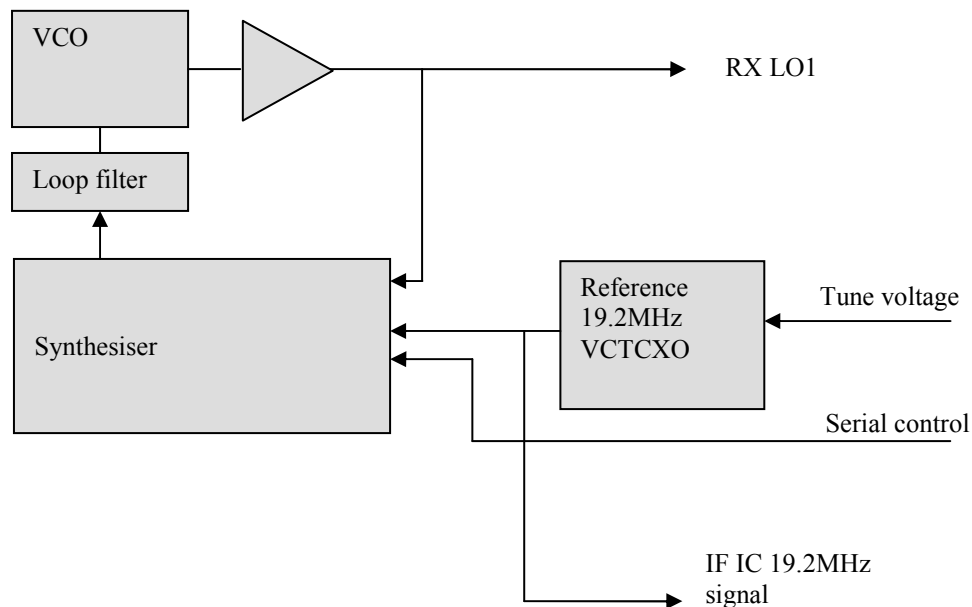 VCO
RX LO1
Loop filter
Reference
19.2MHz
VCTCXO
Tune voltage
Synthesiser
Serial control
IF IC 19.2MHz
signal